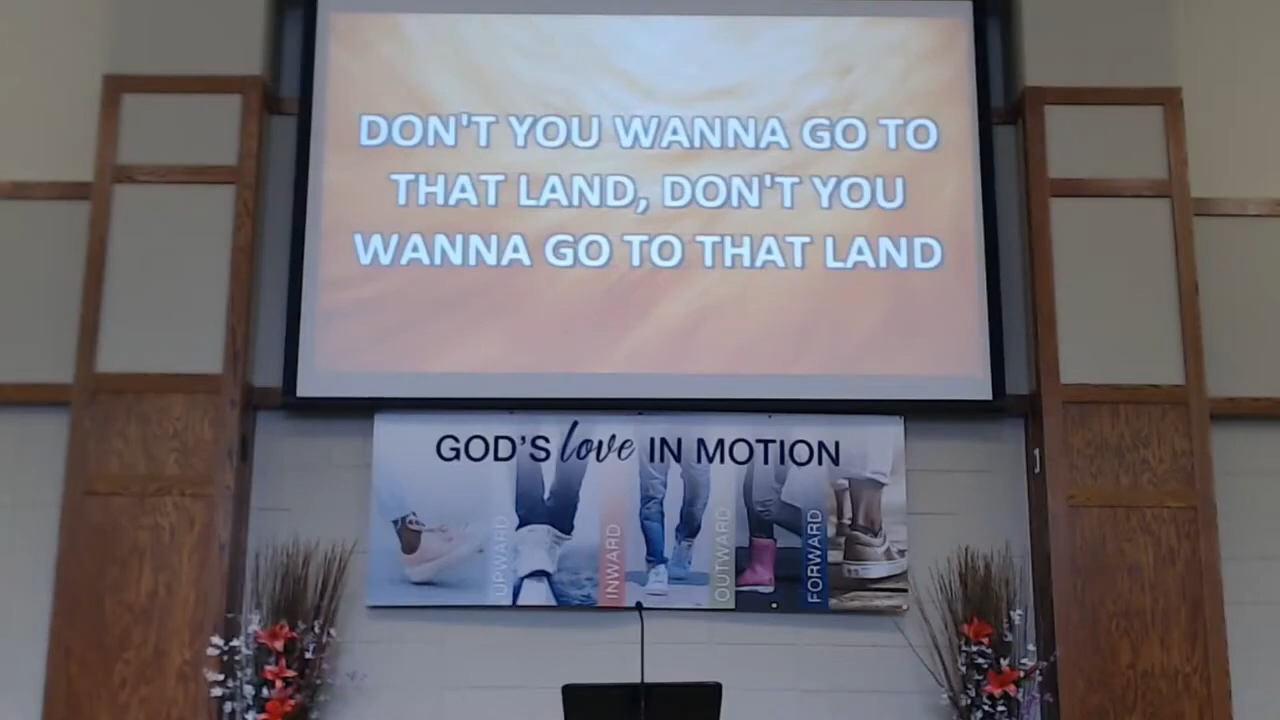 DON'T YOU WANNA GO TO
THAT LAND, DON'T YOU
WANNA GO TO THAT LAND
GOD'S love IN MOTION
UPWARD
INWARD
OUTWARD
FORWARD